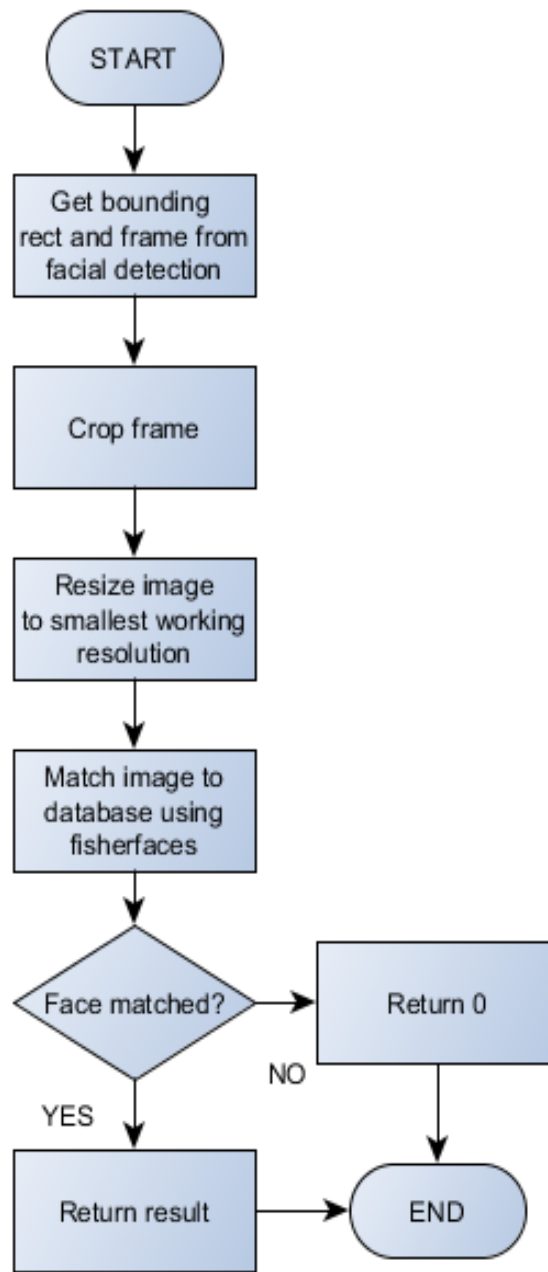 START
Get bounding
rect and frame from
facial detection
Crop frame
Resize image
to smallest working
resolution
Match image to
database using
fisherfaces
Face matched?
Return 0
NO
YES
Return result
END